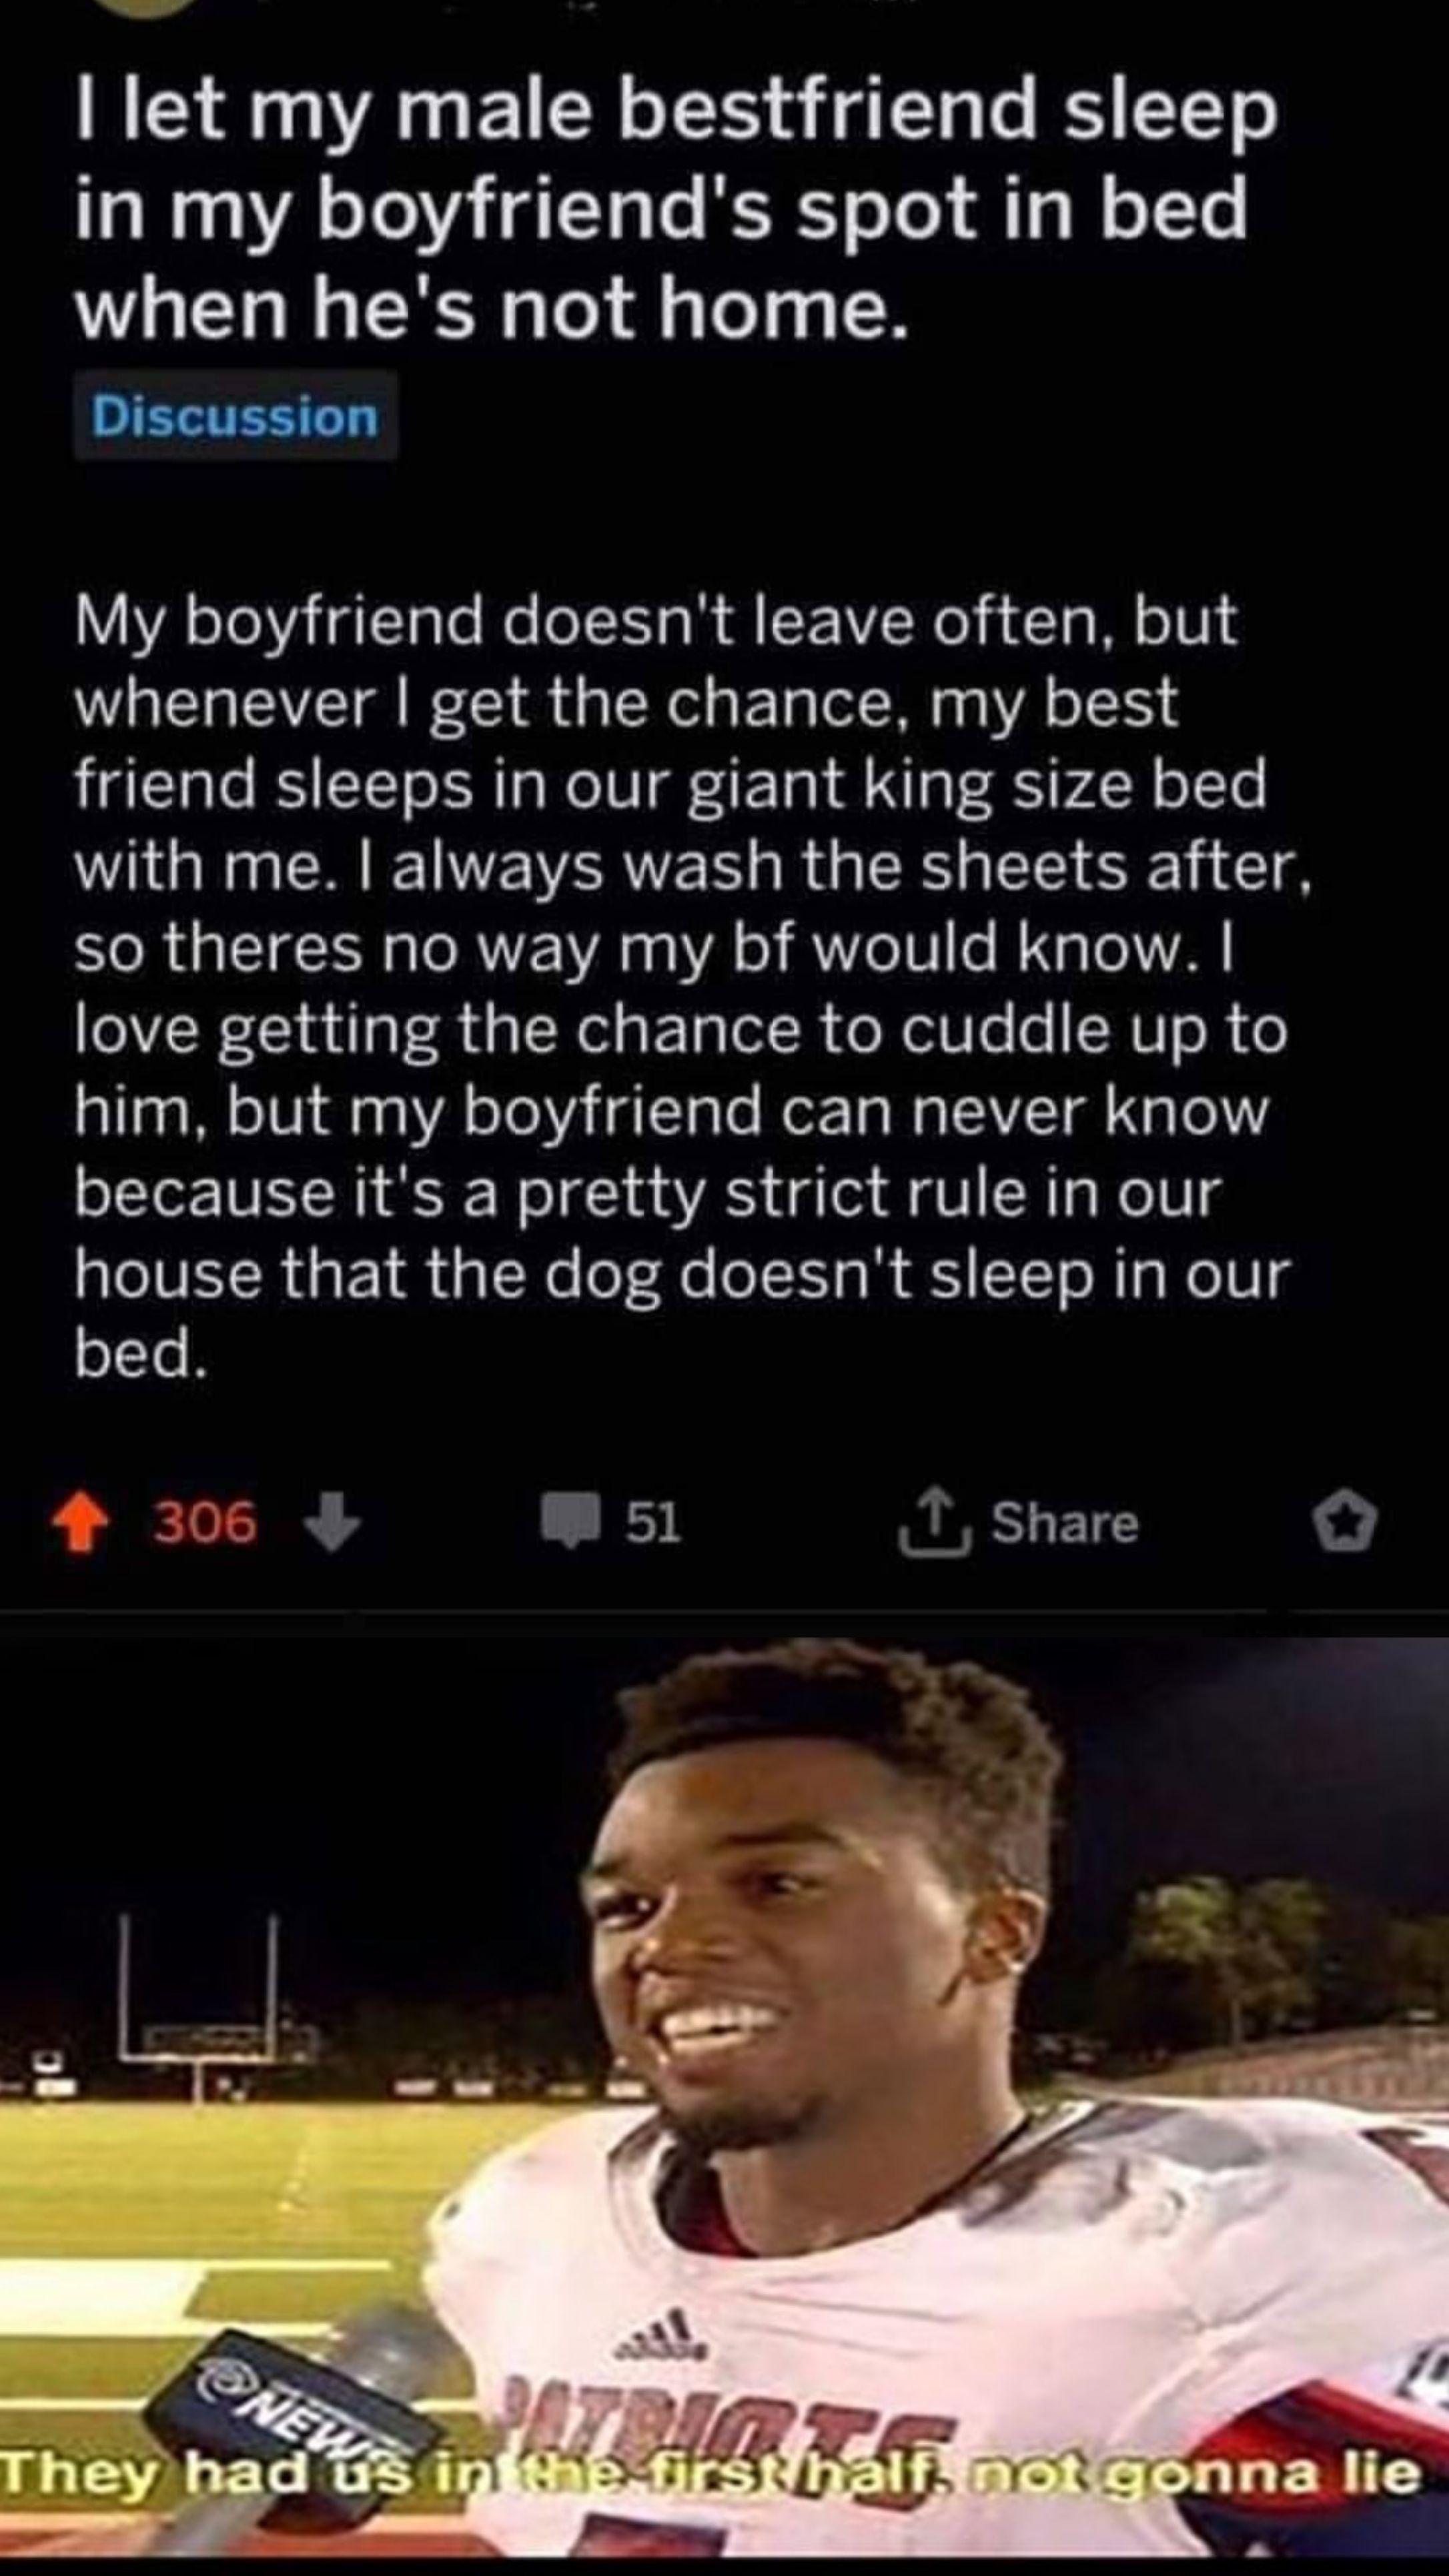 I let my male bestfriend sleep
in my boyfriend's spot in bed
when he's not home.
Discussion
My boyfriend doesn't leave often, but
whenever I get the chance, my best
friend sleeps in our giant king size bed
with me. I always wash the sheets after,
so theres no way my bf would know. I
love getting the chance to cuddle up to
him, but my boyfriend can never know
because it's a pretty strict rule in our
house that the dog doesn't sleep in our
bed.
306 51 Share
PATRIOTS
NEWS
They had us in the first half, not gonna lie